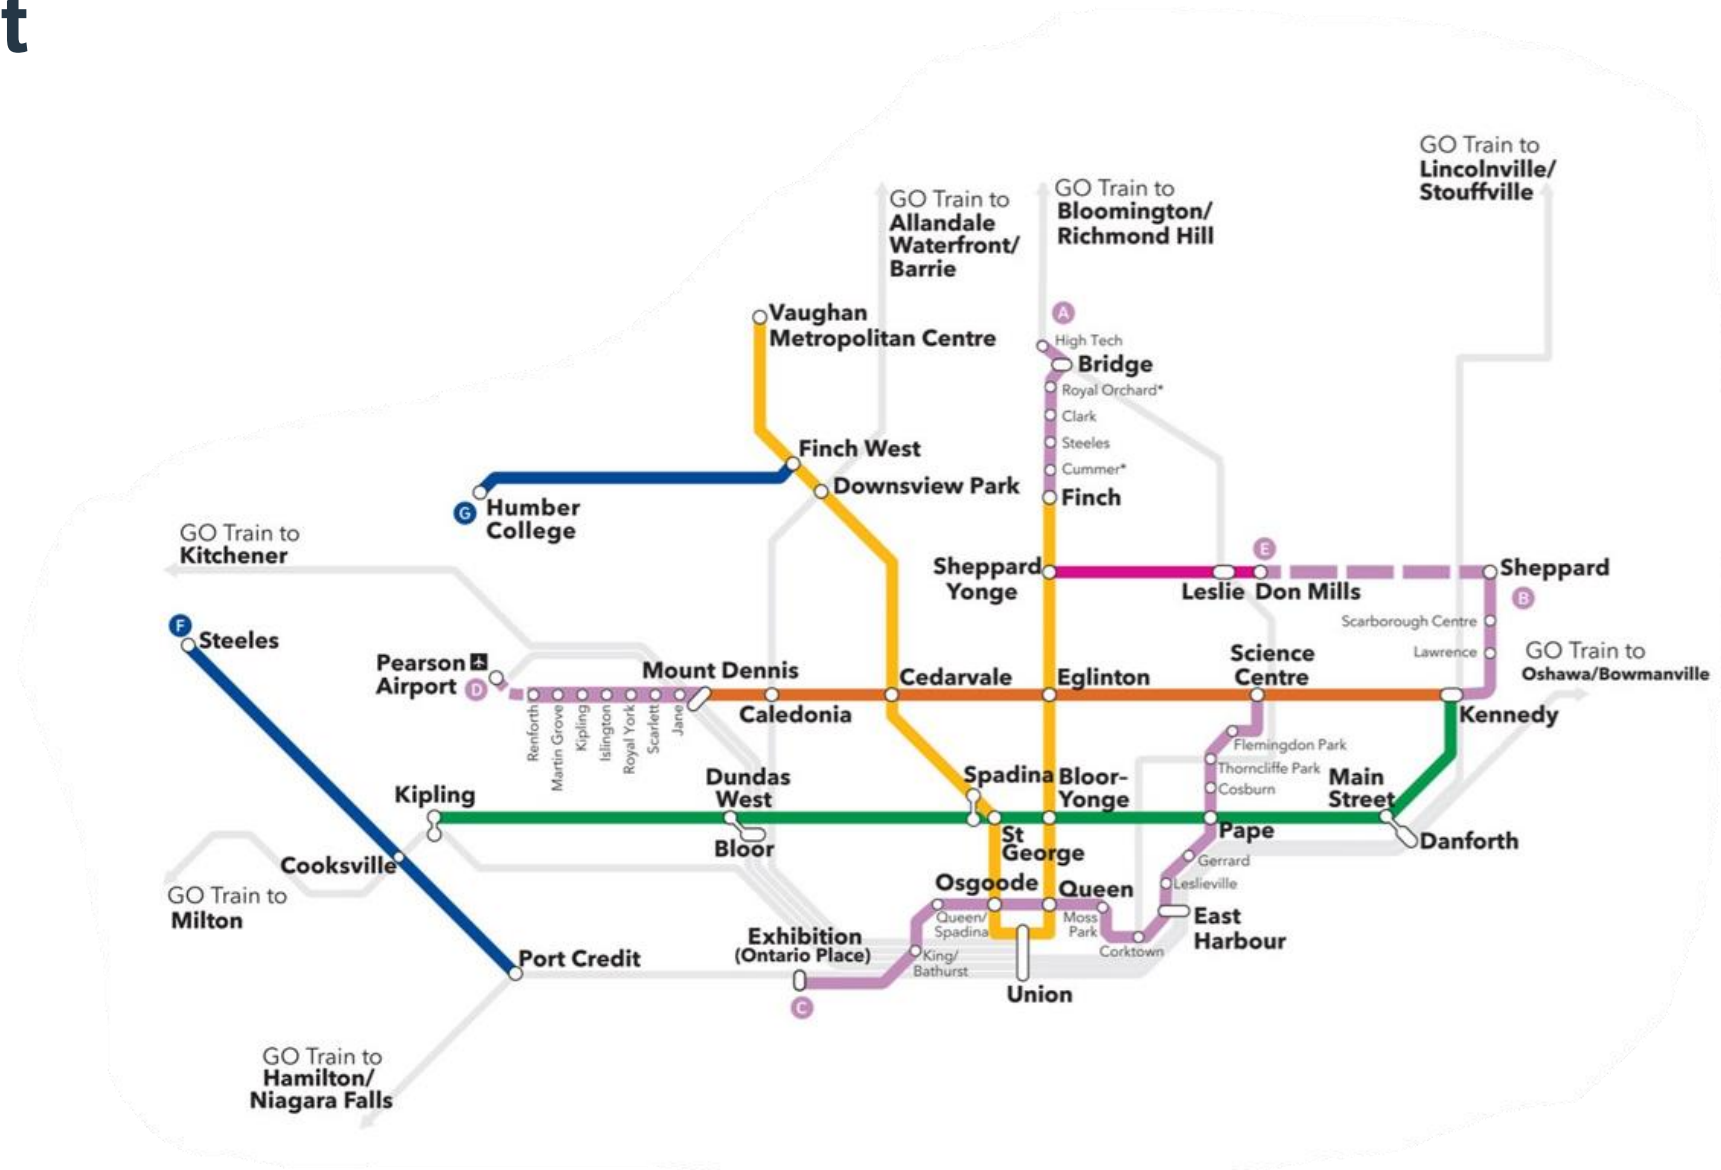 t
GO Train to
Lincolnville/
Stouffville
GO Train to
Bloomington/
Richmond Hill
GO Train to
Allandale
Waterfront/
Barrie
Vaughan
Metropolitan Centre
A
High Tech
Bridge
Royal Orchard*
Clark
Steeles
Cummer*
Finch
Finch West
Downsview Park
G
Humber
College
GO Train to
Kitchener
Sheppard
Yonge
E
Leslie
Don Mills
Sheppard
B
Scarborough Centre
Lawrence
GO Train to
Oshawa/Bowmanville
F
Steeles
Pearson
Airport
D
Renforth
Martin Grove
Kipling
Islington
Royal York
Scarlett
Jane
Mount Dennis
Caledonia
Cedarvale
Eglinton
Science
Centre
Kennedy
Flemingdon Park
Thorncliffe Park
Cosburn
Kipling
Dundas
West
Bloor
Spadina
Bloor-
Yonge
St
George
Pape
Main
Street
Danforth
Cooksville
GO Train to
Milton
Gerrard
Leslieville
Osgoode
Queen
Queen/
Spadina
Moss
Park
East
Harbour
Corktown
Exhibition
(Ontario Place)
King/
Bathurst
C
Union
Port Credit
GO Train to
Hamilton/
Niagara Falls